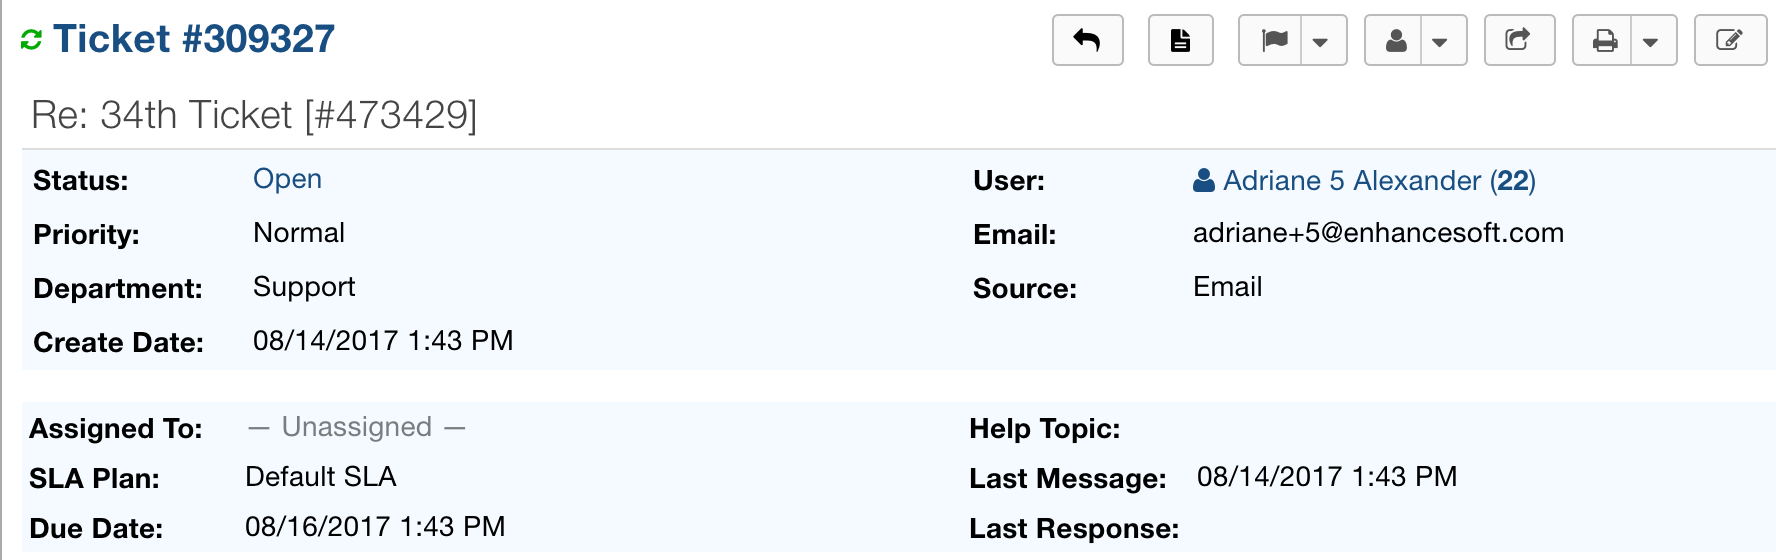 Ticket #309327
Re: 34th Ticket [#473429]
Status: Open
User: Adriane 5 Alexander (22)
Priority: Normal
Email: adriane+5@enhancesoft.com
Department: Support
Source: Email
Create Date: 08/14/2017 1:43 PM
Assigned To: — Unassigned —
Help Topic:
SLA Plan: Default SLA
Last Message: 08/14/2017 1:43 PM
Due Date: 08/16/2017 1:43 PM
Last Response: